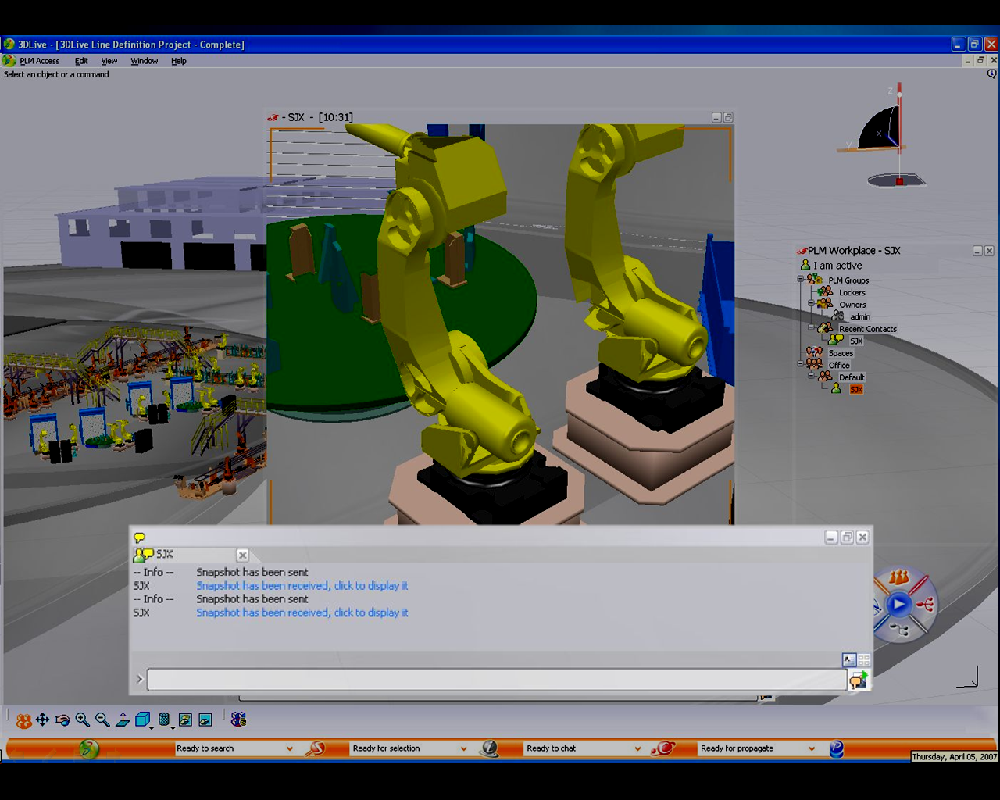 3DLive - [3DLive Line Definition Project - Complete]
PLM Access Edit View Window Help
Select an object or a command
- SJX - [10:31]
z
x
y
PLM Workplace - SJX
I am active
PLM Groups
Lockers
Owners
admin
Recent Contacts
SJX
Spaces
Office
Default
SJX
SJX
-- Info -- Snapshot has been sent
SJX Snapshot has been received, click to display it
-- Info -- Snapshot has been sent
SJX Snapshot has been received, click to display it
Ready to search Ready for selection Ready to chat Ready for propagate
Thursday, April 05, 2007